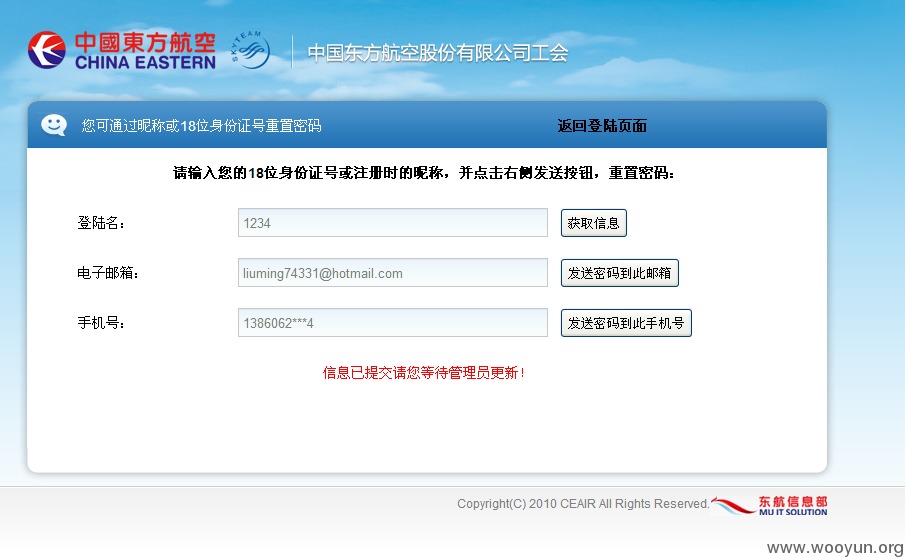 中國東方航空
CHINA EASTERN
SKYTEAM
中国东方航空股份有限公司工会
您可通过昵称或18位身份证号重置密码
返回登陆页面
请输入您的18位身份证号或注册时的昵称，并点击右侧发送按钮，重置密码：
登陆名：
1234
获取信息
电子邮箱：
liuming74331@hotmail.com
发送密码到此邮箱
手机号：
1386062***4
发送密码到此手机号
信息已提交请您等待管理员更新！
Copyright(C) 2010 CEAIR All Rights Reserved.
东航信息部
MU IT SOLUTION
www.wooyun.org